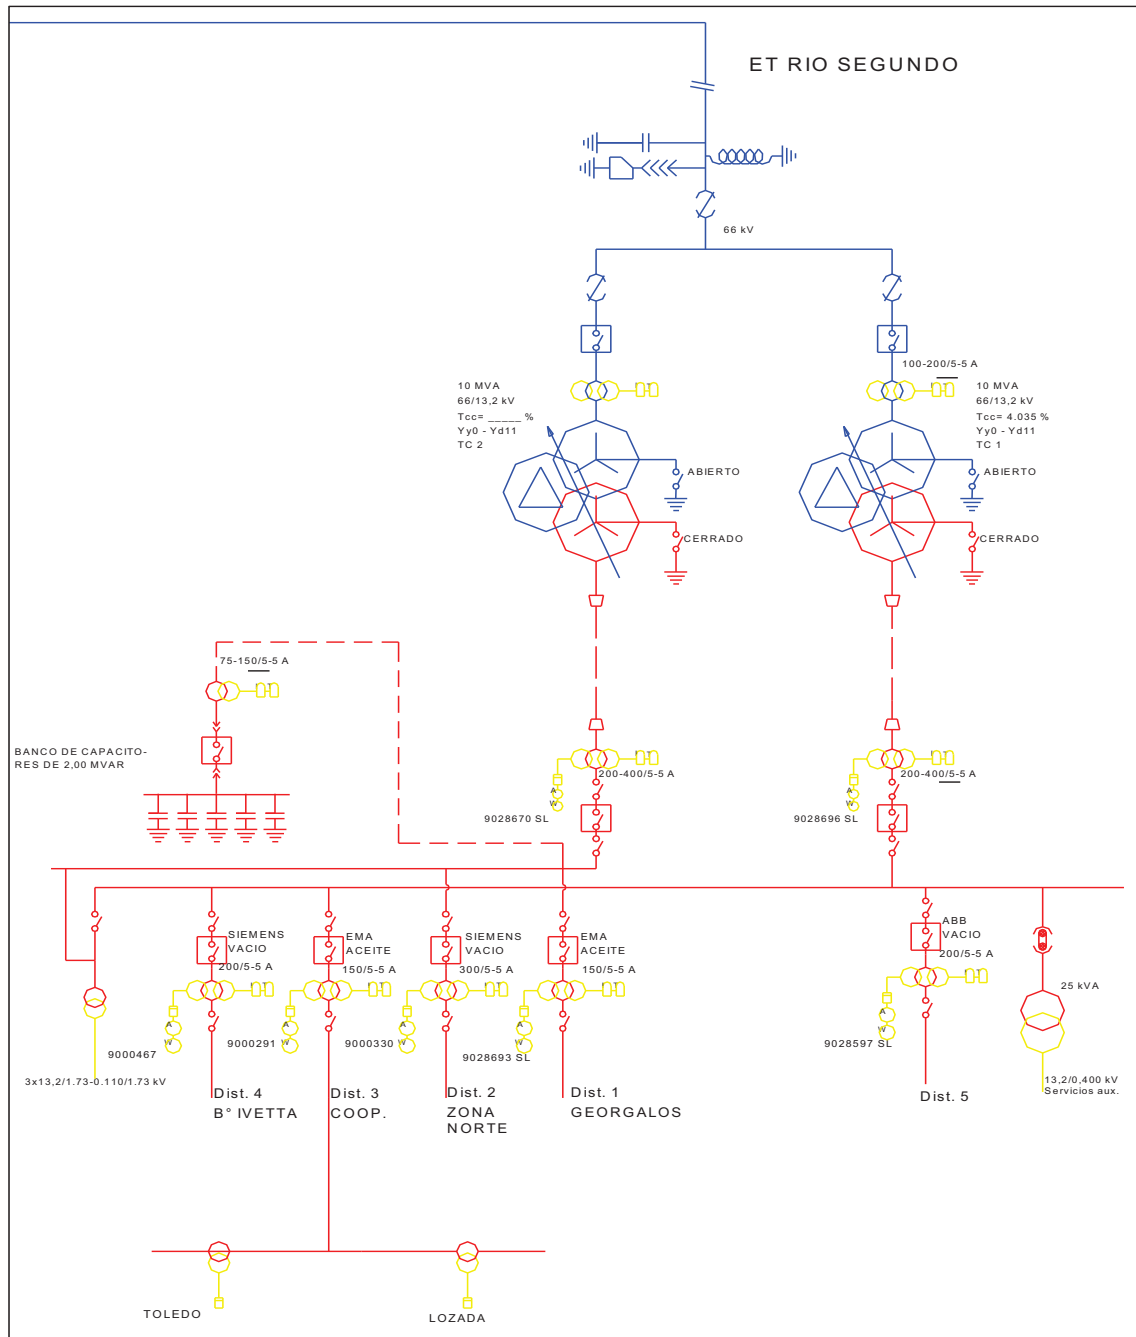 ET RIO SEGUNDO
66 kV
100-200/5-5 A
10 MVA
66/13,2 kV
Tcc= _____ %
Yy0 - Yd11
TC 2
10 MVA
66/13,2 kV
Tcc= 4.035 %
Yy0 - Yd11
TC 1
ABIERTO
ABIERTO
CERRADO
CERRADO
75-150/5-5 A
BANCO DE CAPACITO-
RES DE 2,00 MVAR
200-400/5-5 A
200-400/5-5 A
A
W
A
W
9028670 SL
9028696 SL
SIEMENS
VACIO
200/5-5 A
EMA
ACEITE
150/5-5 A
SIEMENS
VACIO
300/5-5 A
EMA
ACEITE
150/5-5 A
ABB
VACIO
200/5-5 A
25 kVA
A
W
A
W
A
W
A
W
A
W
9000467
9000291
9000330
9028693 SL
9028597 SL
3x13,2/1.73-0.110/1.73 kV
Dist. 4
B° IVETTA
Dist. 3
COOP.
Dist. 2
ZONA
NORTE
Dist. 1
GEORGALOS
Dist. 5
13,2/0,400 kV
Servicios aux.
TOLEDO
LOZADA